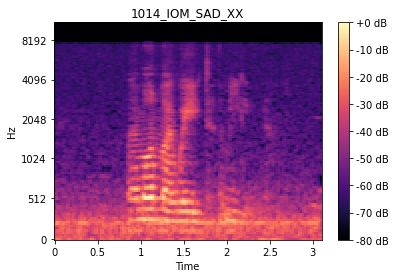 1014_IOM_SAD_XX
+0 dB
8192
-10 dB
4096
-20 dB
-30 dB
2048
-40 dB
Hz
1024
-50 dB
512
-60 dB
-70 dB
0
-80 dB
0 0.5 1 1.5 2 2.5 3
Time